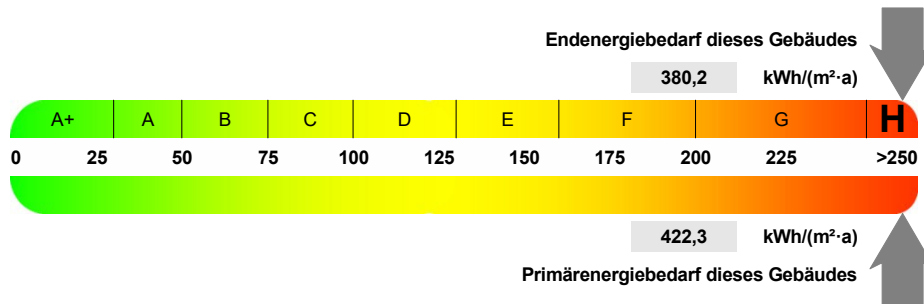 Endenergiebedarf dieses Gebäudes
380,2 kWh/(m²·a)
A+ A B C D E F G H
0 25 50 75 100 125 150 175 200 225 >250
422,3 kWh/(m²·a)
Primärenergiebedarf dieses Gebäudes